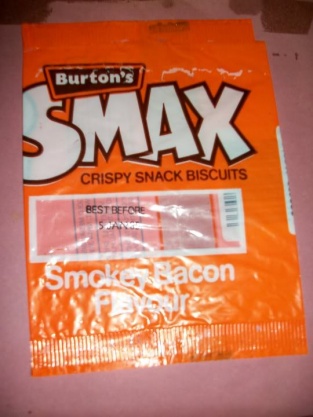 Burton's
SMAX
CRISPY SNACK BISCUITS
BEST BEFORE
Smokey Bacon
Flavour